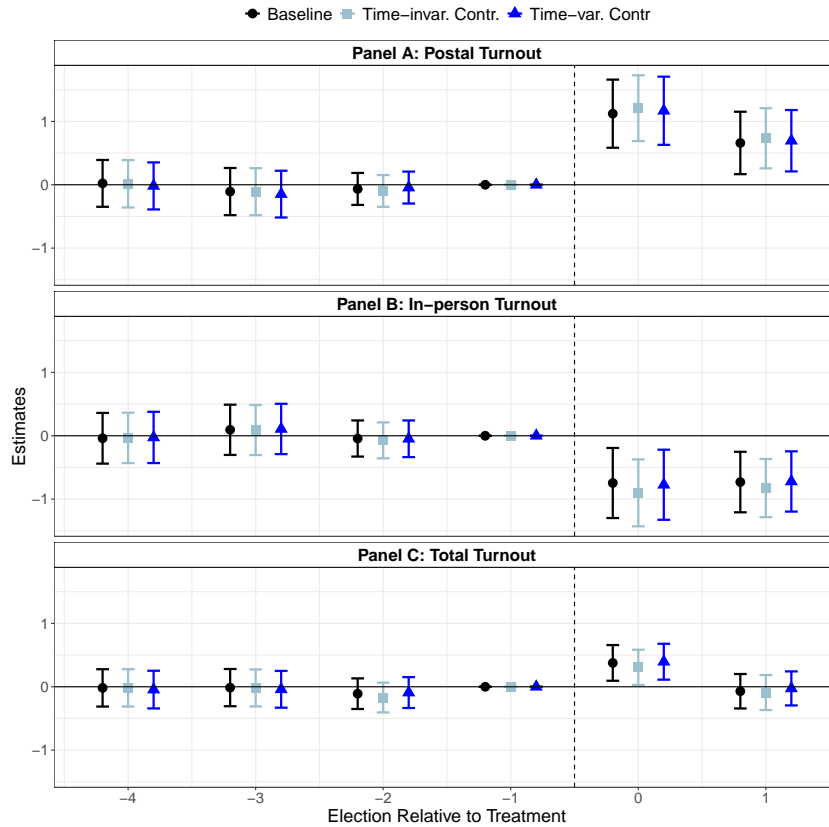 Baseline Time-invar. Contr. Time-var. Contr
Panel A: Postal Turnout
1
0
−1
Panel B: In-person Turnout
1
0
−1
Estimates
Panel C: Total Turnout
1
0
−1
−4 −3 −2 −1 0 1
Election Relative to Treatment